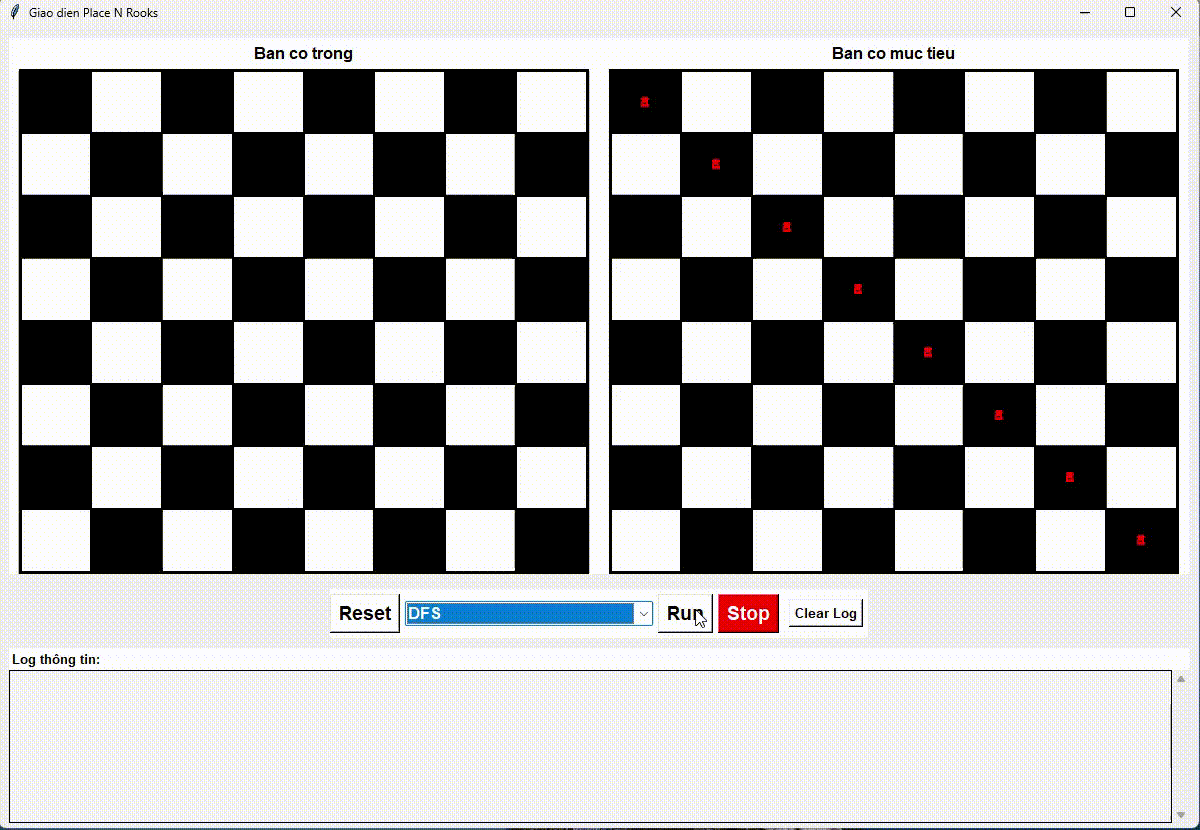 Giao dien Place N Rooks
Ban co trong
Ban co muc tieu
Reset
DFS
Run
Stop
Clear Log
Log thông tin: